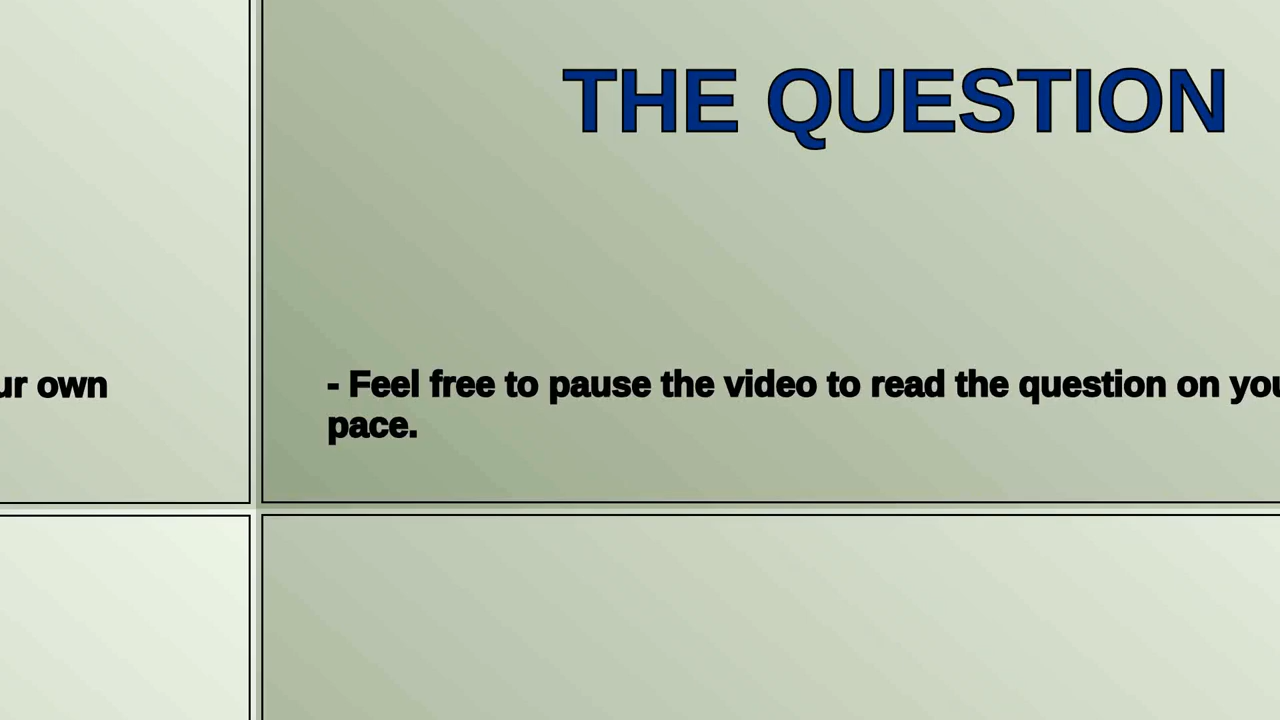 THE QUESTION
ur own
- Feel free to pause the video to read the question on you
pace.